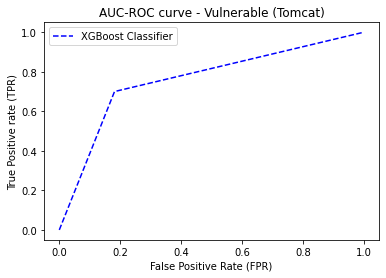 AUC-ROC curve - Vulnerable (Tomcat)
XGBoost Classifier
True Positive rate (TPR)
1.0
0.8
0.6
0.4
0.2
0.0
0.0 0.2 0.4 0.6 0.8 1.0
False Positive Rate (FPR)